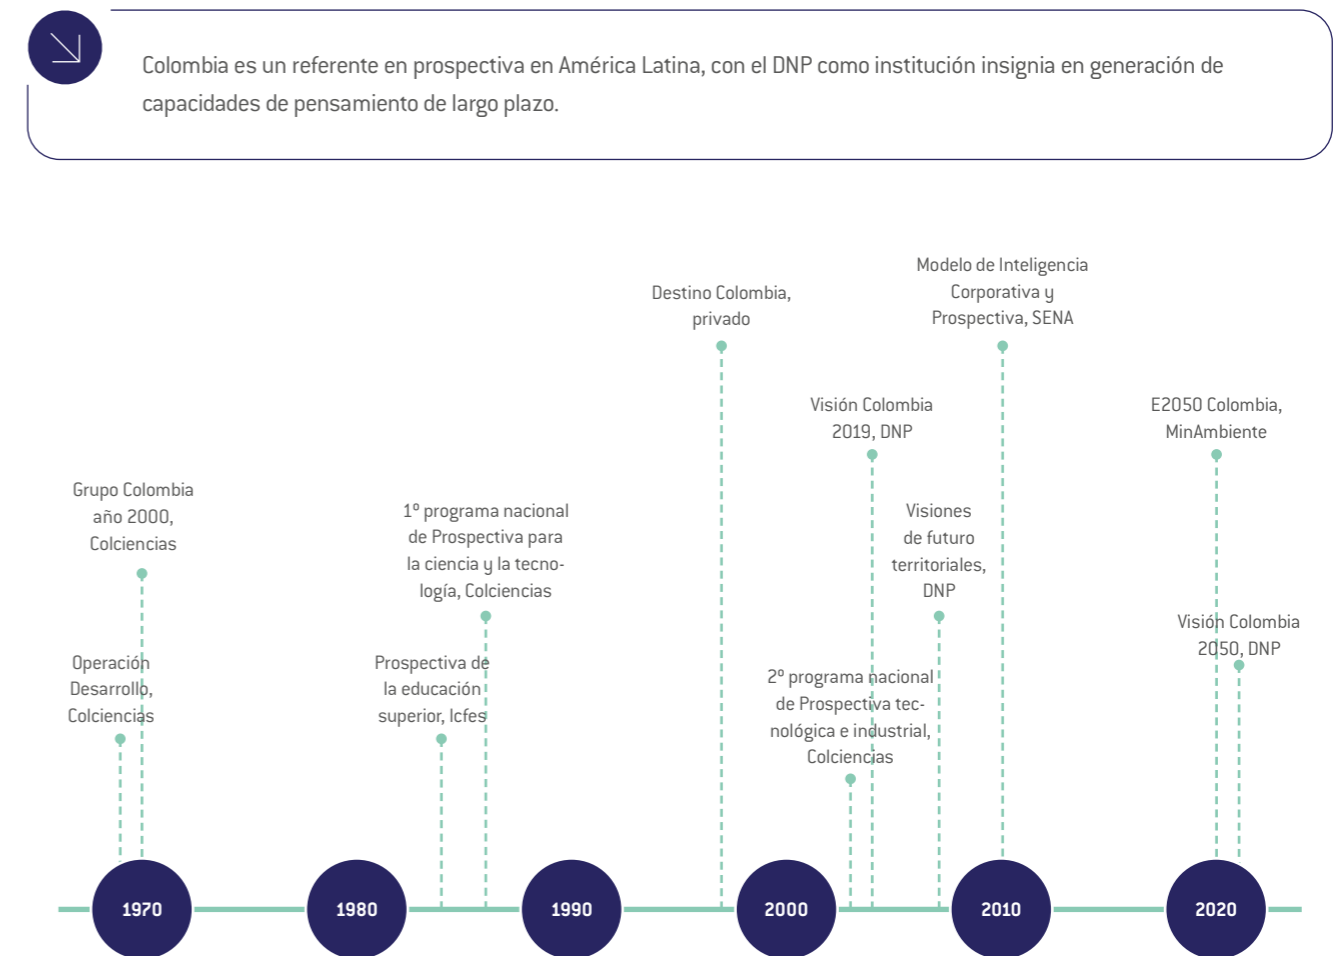 Colombia es un referente en prospectiva en América Latina, con el DNP como institución insignia en generación de
capacidades de pensamiento de largo plazo.
Modelo de Inteligencia
Corporativa y
Prospectiva, SENA
Destino Colombia,
privado
Visión Colombia
2019, DNP
E2050 Colombia,
MinAmbiente
Grupo Colombia
año 2000,
Colciencias
1º programa nacional
de Prospectiva para
la ciencia y la tecno-
logía, Colciencias
Visiones
de futuro
territoriales,
DNP
Visión Colombia
2050, DNP
Operación
Desarrollo,
Colciencias
Prospectiva de
la educación
superior, Icfes
2º programa nacional
de Prospectiva tec-
nológica e industrial,
Colciencias
1970
1980
1990
2000
2010
2020